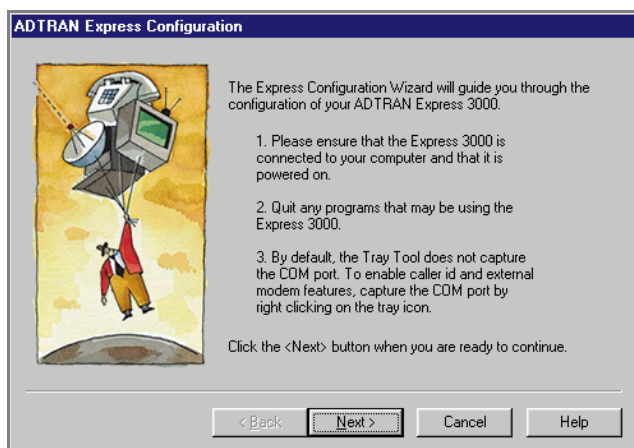 ADTRAN Express Configuration
The Express Configuration Wizard will guide you through the
configuration of your ADTRAN Express 3000.
1. Please ensure that the Express 3000 is
connected to your computer and that it is
powered on.
2. Quit any programs that may be using the
Express 3000.
3. By default, the Tray Tool does not capture
the COM port. To enable caller id and external
modem features, capture the COM port by
right clicking on the tray icon.
Click the <Next> button when you are ready to continue.
< Back
Next >
Cancel
Help